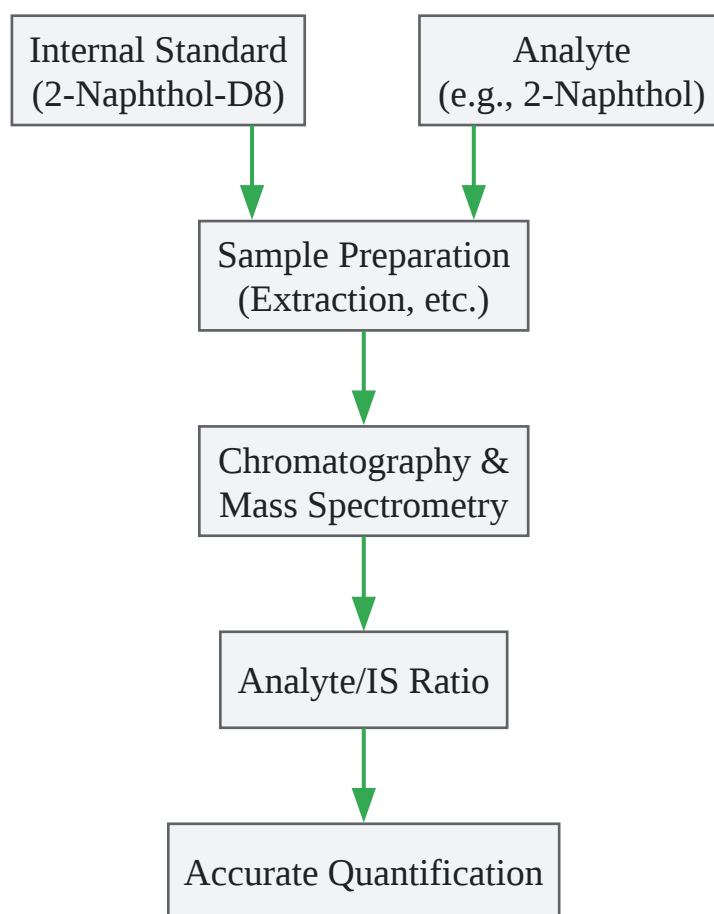 Internal Standard
(2-Naphthol-D8)
Analyte
(e.g., 2-Naphthol)
Sample Preparation
(Extraction, etc.)
Chromatography &
Mass Spectrometry
Analyte/IS Ratio
Accurate Quantification